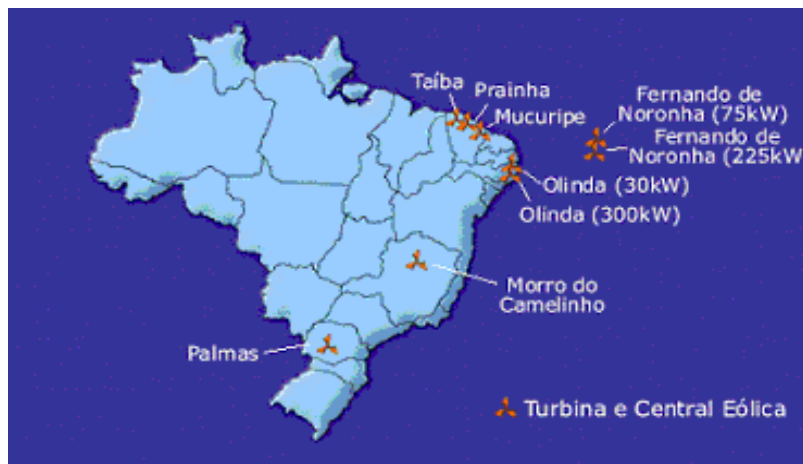 Taíba
Prainha
Mucuripe
Fernando de
Noronha (75kW)
Fernando de
Noronha (225kW
Olinda (30kW)
Olinda (300kW)
Morro do
Camelinho
Palmas
Turbina e Central Eólica